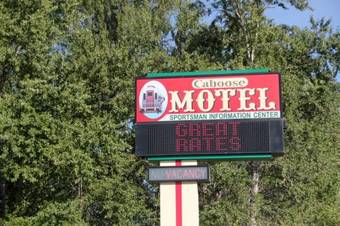 Caboose
MOTEL
SPORTSMAN INFORMATION CENTER
GREAT
RATES
VACANCY